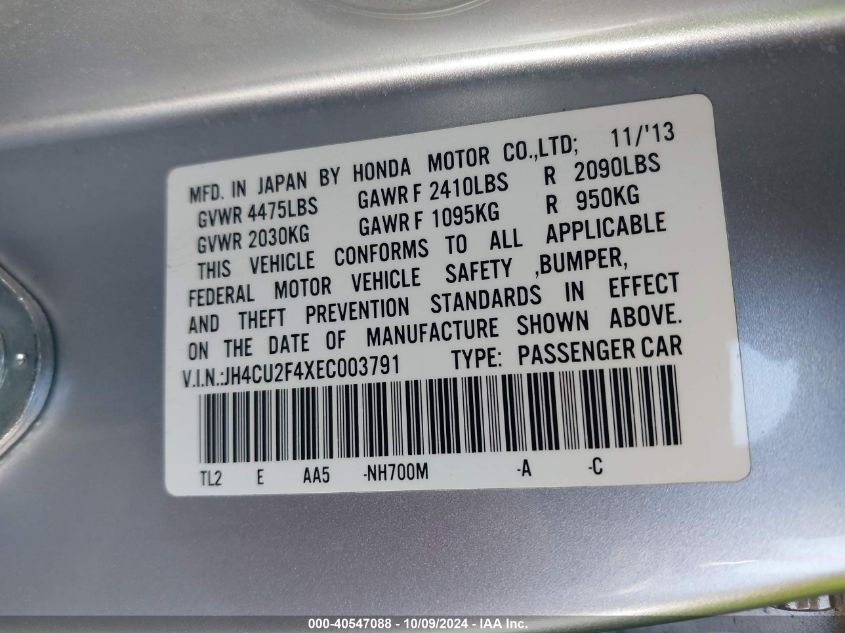 MFD. IN JAPAN BY HONDA MOTOR CO.,LTD; 11/'13
GVWR 4475LBS GAWR F 2410LBS R 2090LBS
GVWR 2030KG GAWR F 1095KG R 950KG
THIS VEHICLE CONFORMS TO ALL APPLICABLE
FEDERAL MOTOR VEHICLE SAFETY ,BUMPER,
AND THEFT PREVENTION STANDARDS IN EFFECT
ON THE DATE OF MANUFACTURE SHOWN ABOVE.
V.I.N.:JH4CU2F4XEC003791 TYPE: PASSENGER CAR
TL2 E AA5 -NH700M -A -C
000-40547088 - 10/09/2024 - IAA Inc.